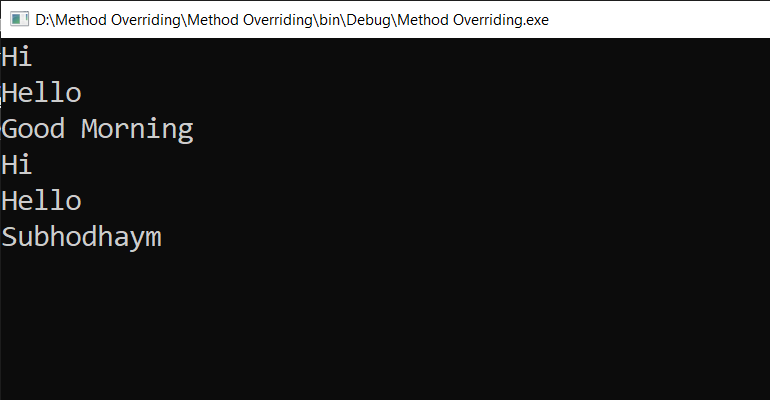 D:\Method Overriding\Method Overriding\bin\Debug\Method Overriding.exe
Hi
Hello
Good Morning
Hi
Hello
Subhodhaym